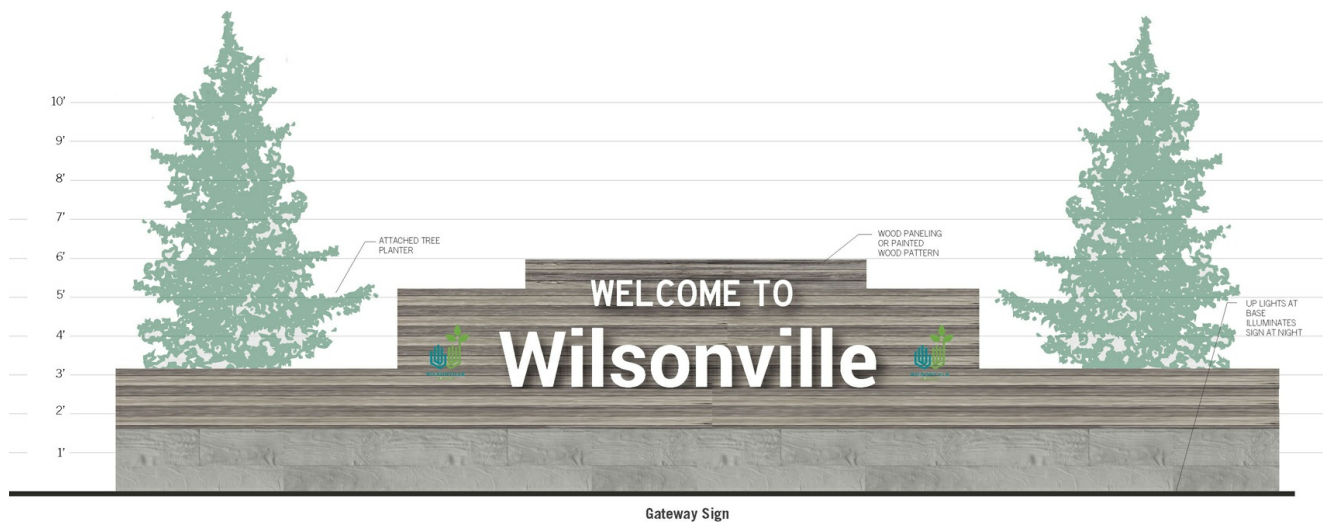 10'
9'
8'
7'
6'
5'
4'
3'
2'
1'
ATTACHED TREE
PLANTER
WOOD PANELING
OR PAINTED
WOOD PATTERN
WELCOME TO
Wilsonville
UP LIGHTS AT
BASE
ILLUMINATES
SIGN AT NIGHT
Gateway Sign